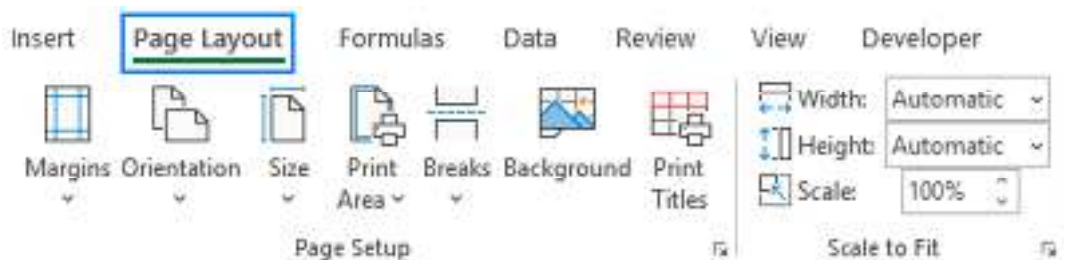 Insert Page Layout Formulas Data Review View Developer
Width: Automatic
Height: Automatic
Margins Orientation Size Print Breaks Background Print
Area Titles
Scale: 100%
Page Setup Scale to Fit